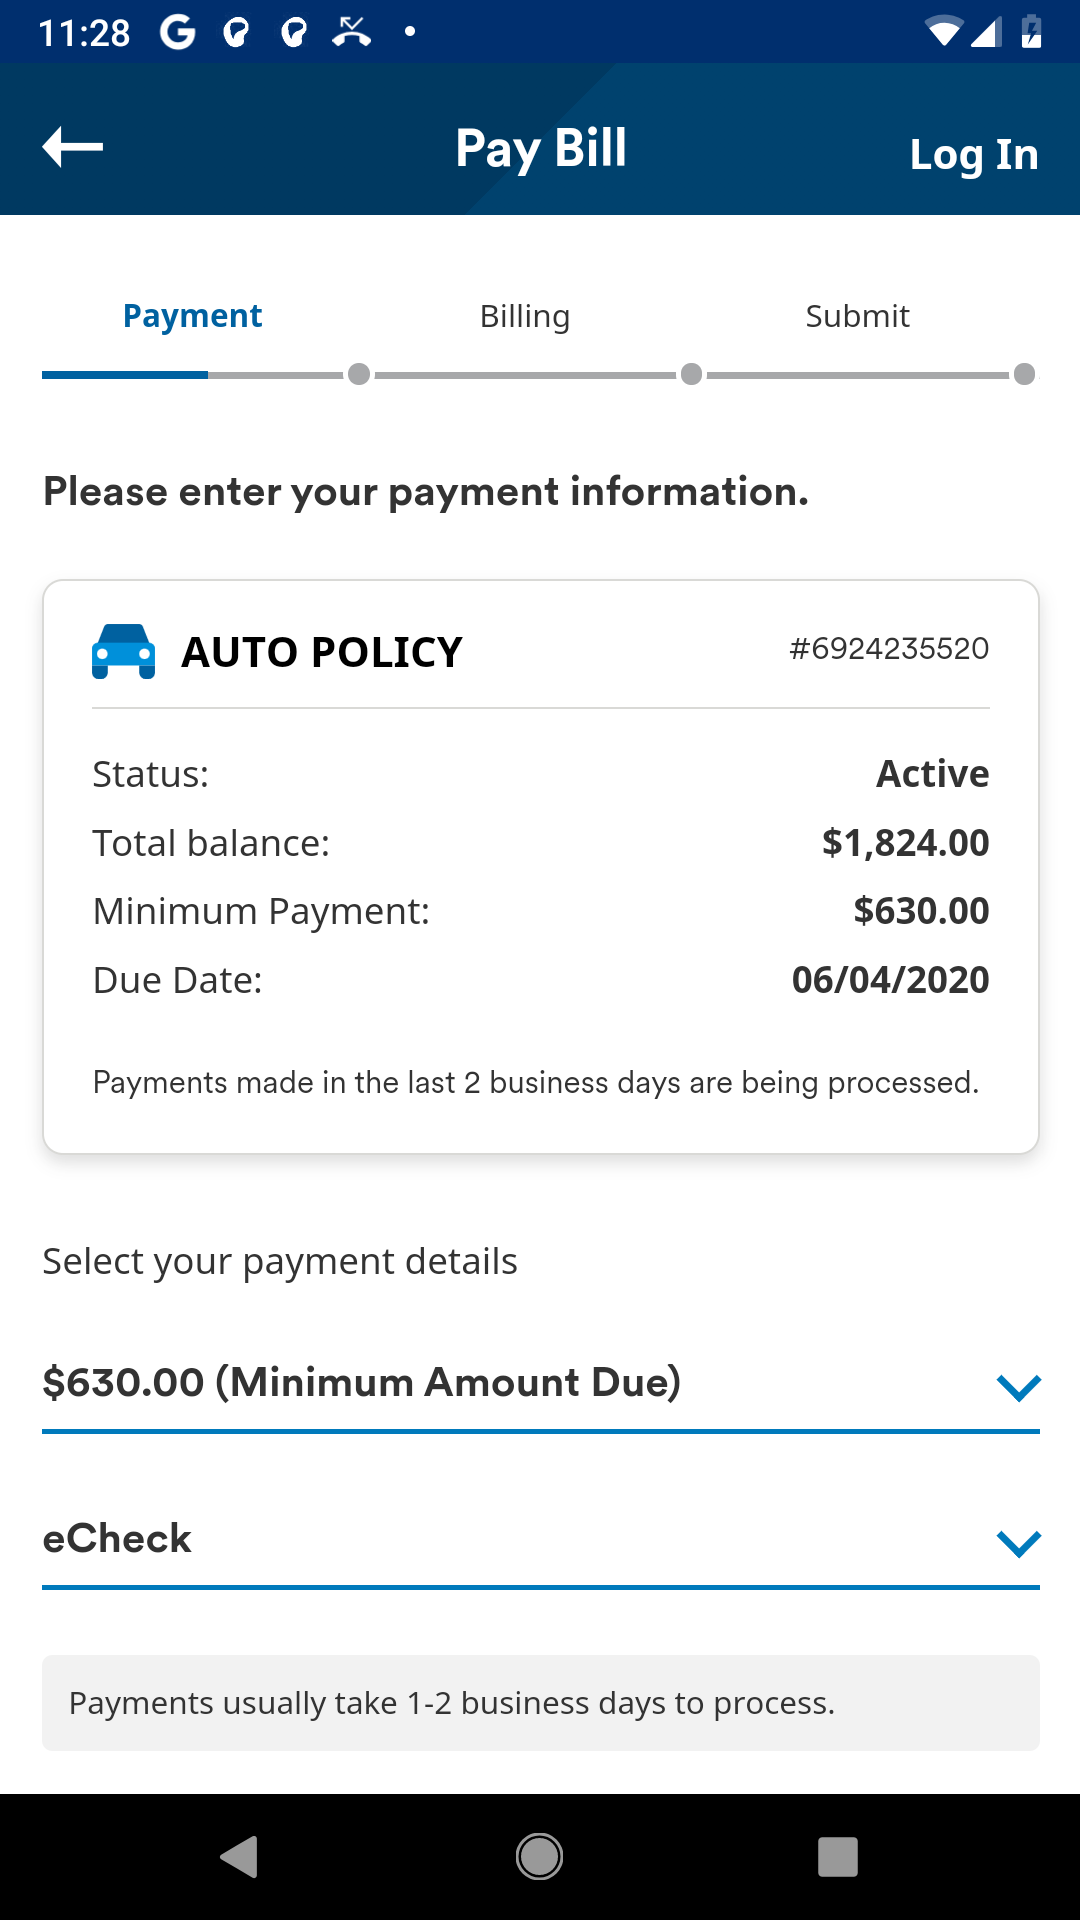 11:28
Pay Bill
Log In
Payment Billing Submit
Please enter your payment information.
AUTO POLICY #6924235520
Status: Active
Total balance: $1,824.00
Minimum Payment: $630.00
Due Date: 06/04/2020
Payments made in the last 2 business days are being processed.
Select your payment details
$630.00 (Minimum Amount Due)
eCheck
Payments usually take 1-2 business days to process.